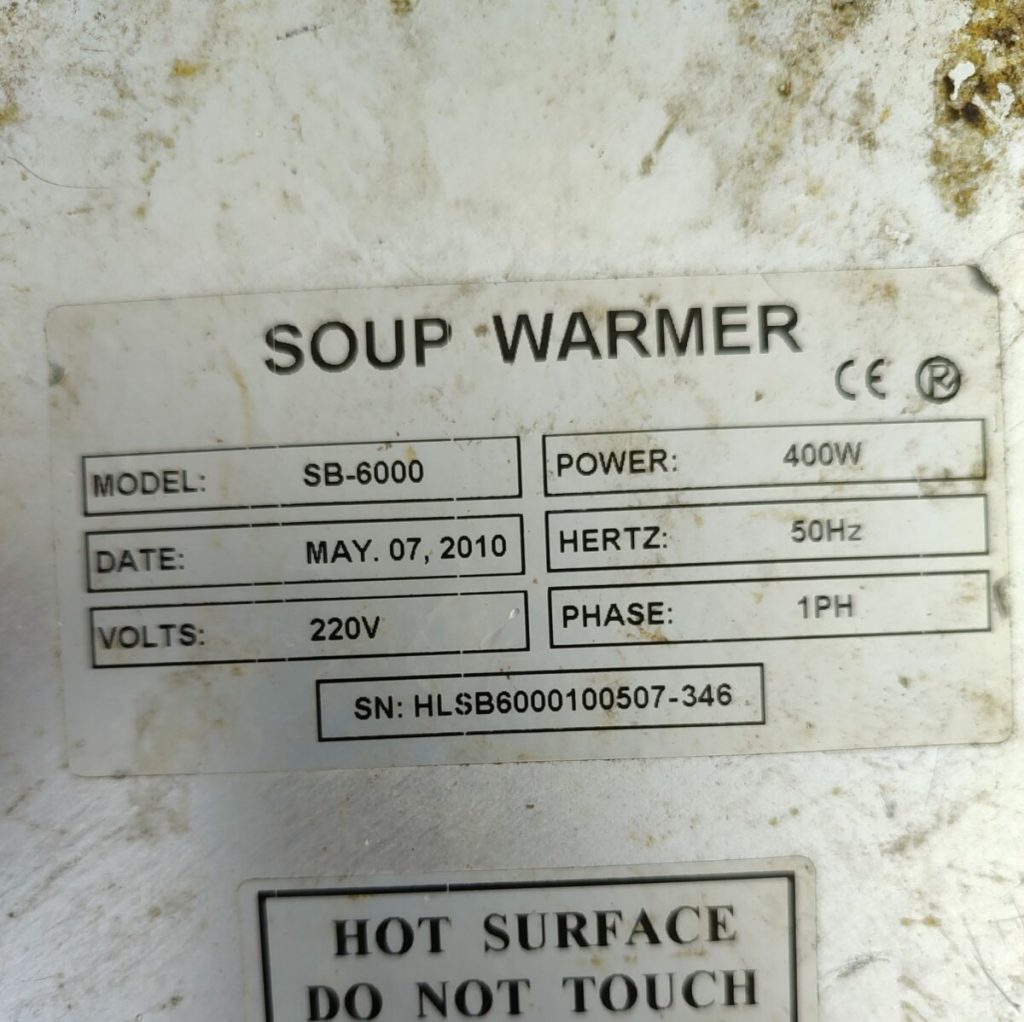 SOUP WARMER
CE ®
MODEL: SB-6000
POWER: 400W
DATE: MAY. 07, 2010
HERTZ: 50Hz
VOLTS: 220V
PHASE: 1PH
SN: HLSB6000100507-346
HOT SURFACE
DO NOT TOUCH